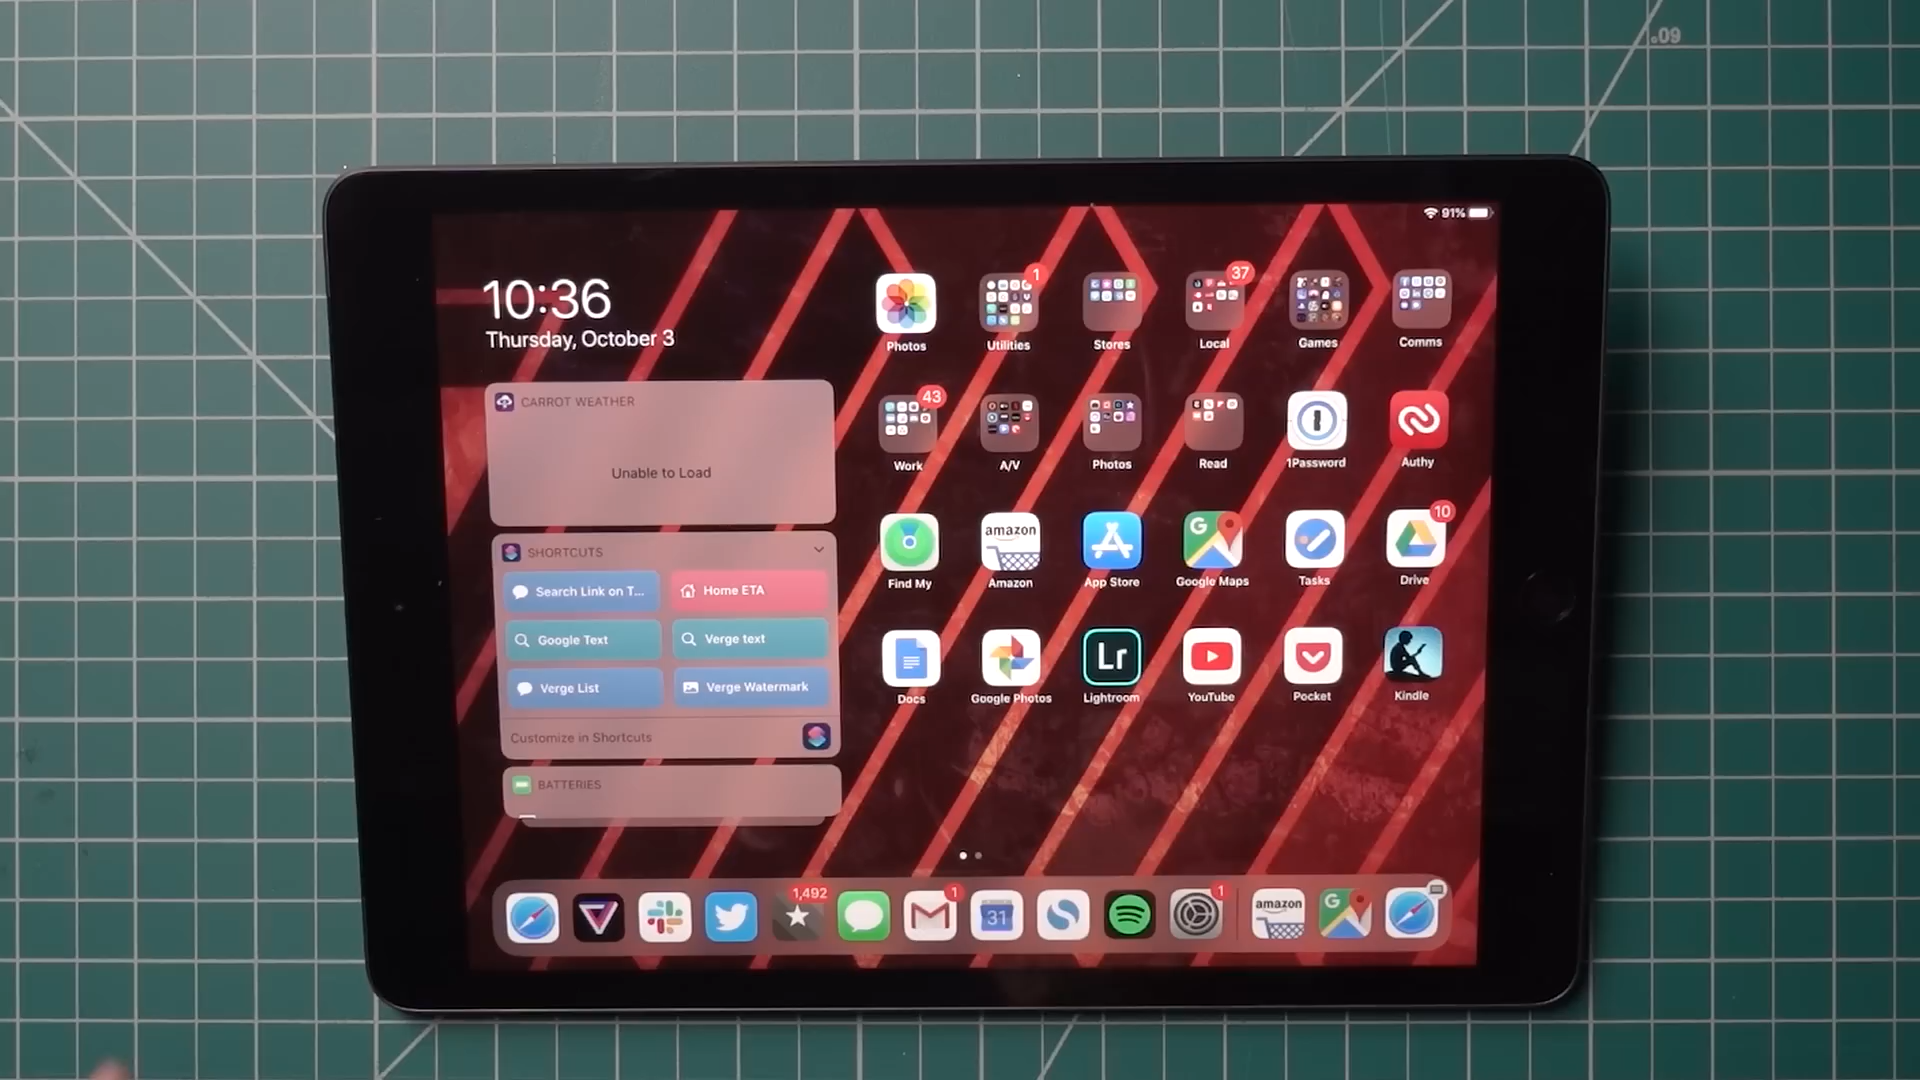 60°
91%
10:36
Thursday, October 3
Photos
1
Utilities
Stores
37
Local
Games
Comms
CARROT WEATHER
Unable to Load
43
Work
A/V
Photos
Read
1Password
Authy
SHORTCUTS
Search Link on T...
Home ETA
Google Text
Verge text
Verge List
Verge Watermark
Customize in Shortcuts
BATTERIES
Find My
amazon
Amazon
App Store
G
Google Maps
Tasks
10
Drive
Docs
Google Photos
Lr
Lightroom
YouTube
Pocket
Kindle
1,492
1
31
1
amazon
G